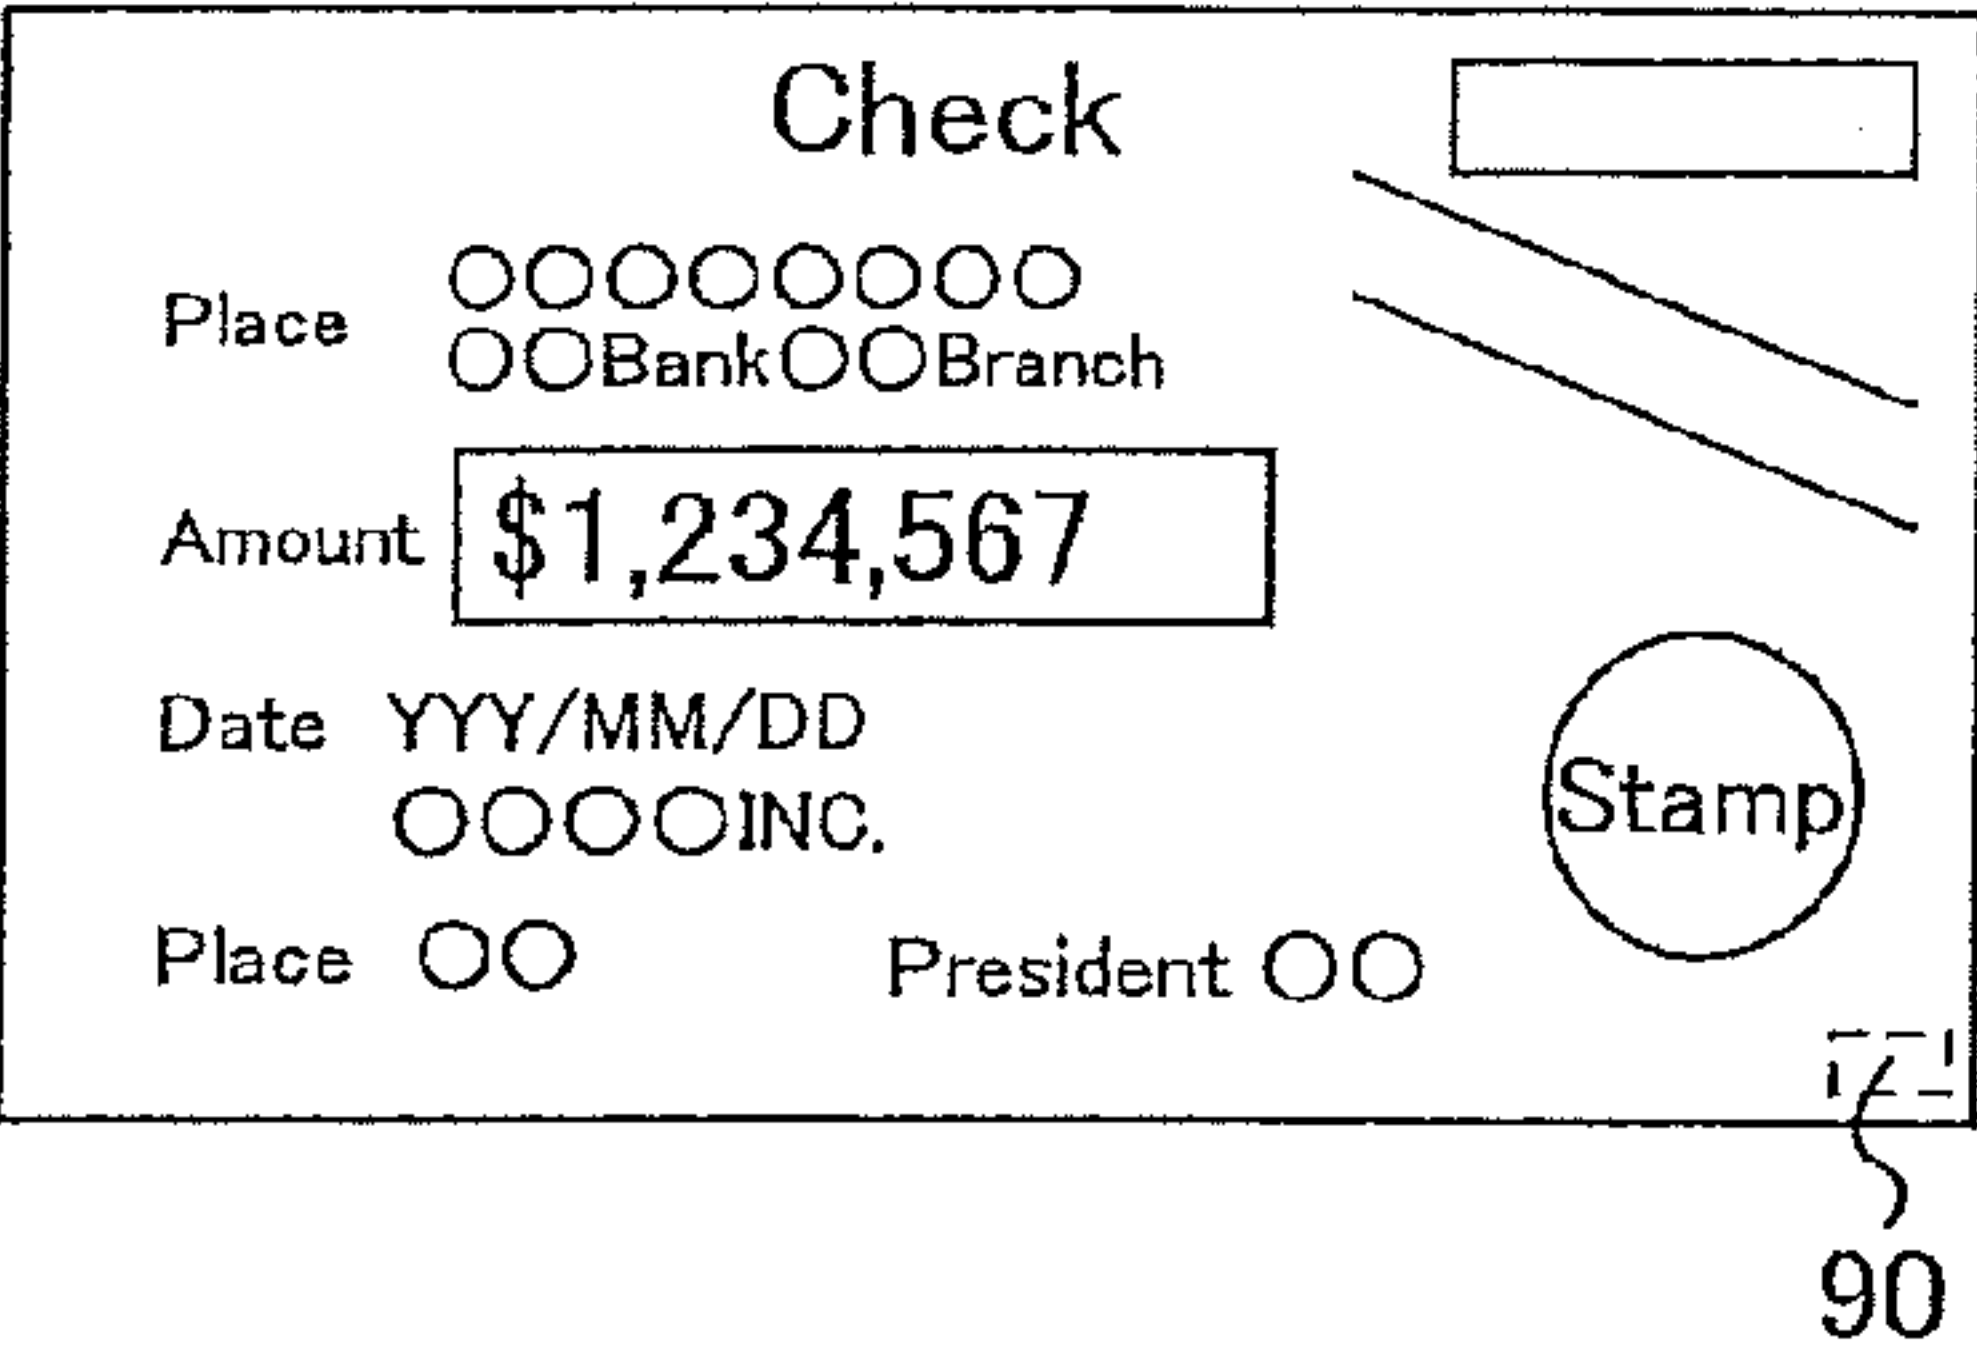 Check
Place ○○○○○○○○
○○Bank○○Branch
Amount $1,234,567
Date YYY/MM/DD
○○○○INC.
Stamp
Place ○○ President ○○
90